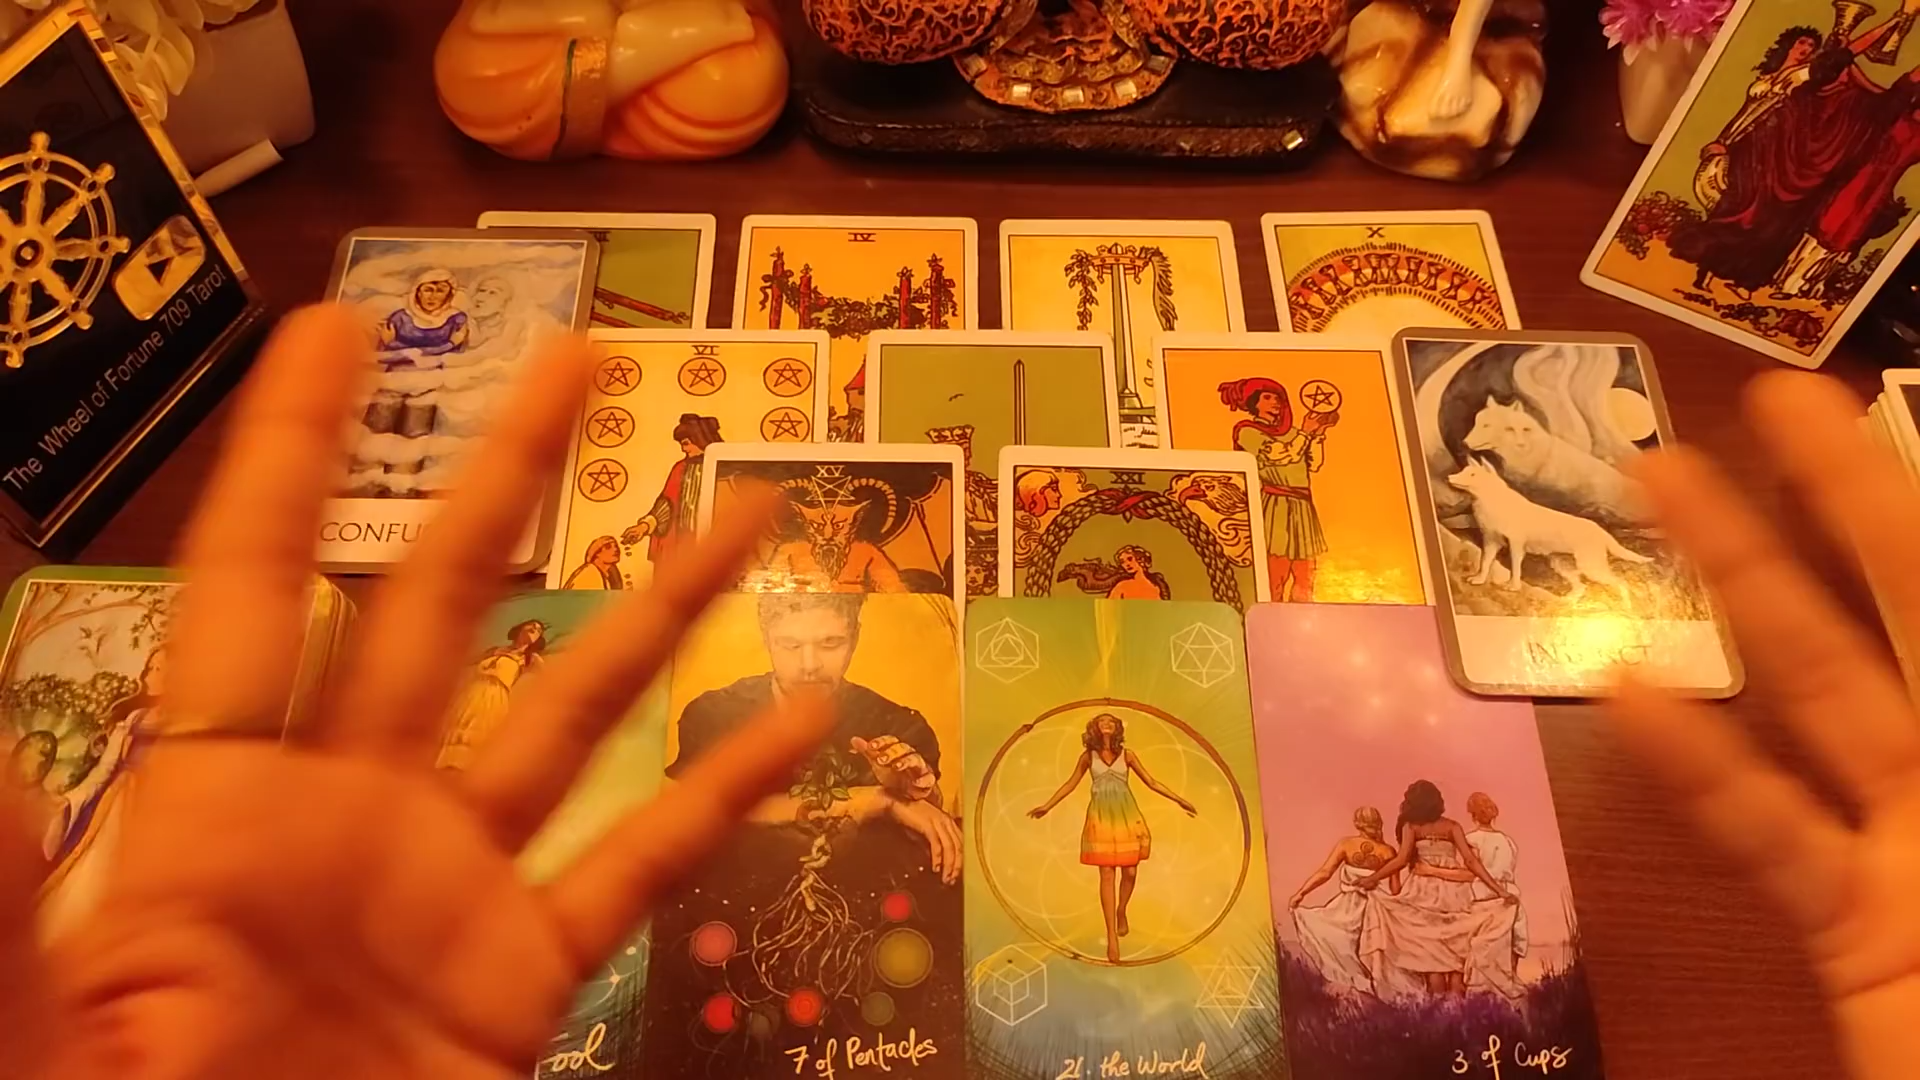 The Wheel of Fortune 709 Tarot
IV
X
VI
XV
XXI
CONFU
ool
7 of Pentacles
21. the World
3 of Cups